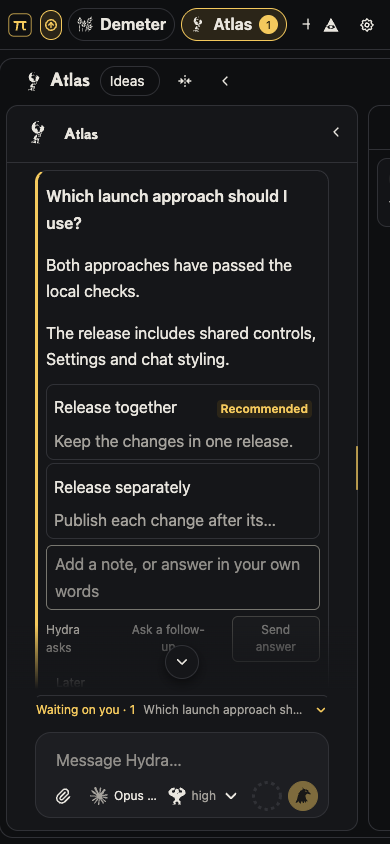 π
Demeter
Atlas 1
Atlas Ideas
Atlas
Which launch approach should I
use?
Both approaches have passed the
local checks.
The release includes shared controls,
Settings and chat styling.
Release together Recommended
Keep the changes in one release.
Release separately
Publish each change after its...
Add a note, or answer in your own
words
Hydra
asks
Ask a follow-
up
Send
answer
Later
Waiting on you · 1 Which launch approach sh...
Message Hydra...
Opus ... high